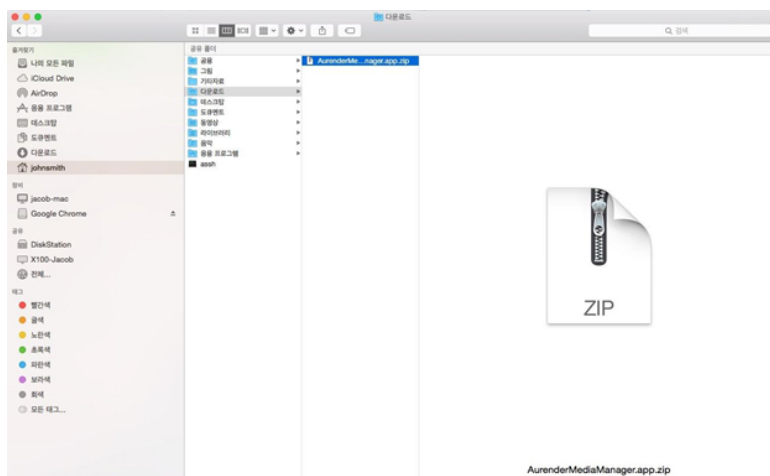 다운로드
검색
즐겨찾기
나의 모든 파일
iCloud Drive
AirDrop
응용 프로그램
데스크탑
도큐멘트
다운로드
johnsmith
장비
jacob-mac
Google Chrome
공유
DiskStation
X100-Jacob
전체...
태그
빨간색
귤색
노란색
초록색
파란색
보라색
회색
모든 태그...
공유 폴더
공용
그림
기타자료
다운로드
데스크탑
도큐멘트
동영상
라이브러리
음악
응용 프로그램
assh
AurenderMe...nager.app.zip
ZIP
AurenderMediaManager.app.zip